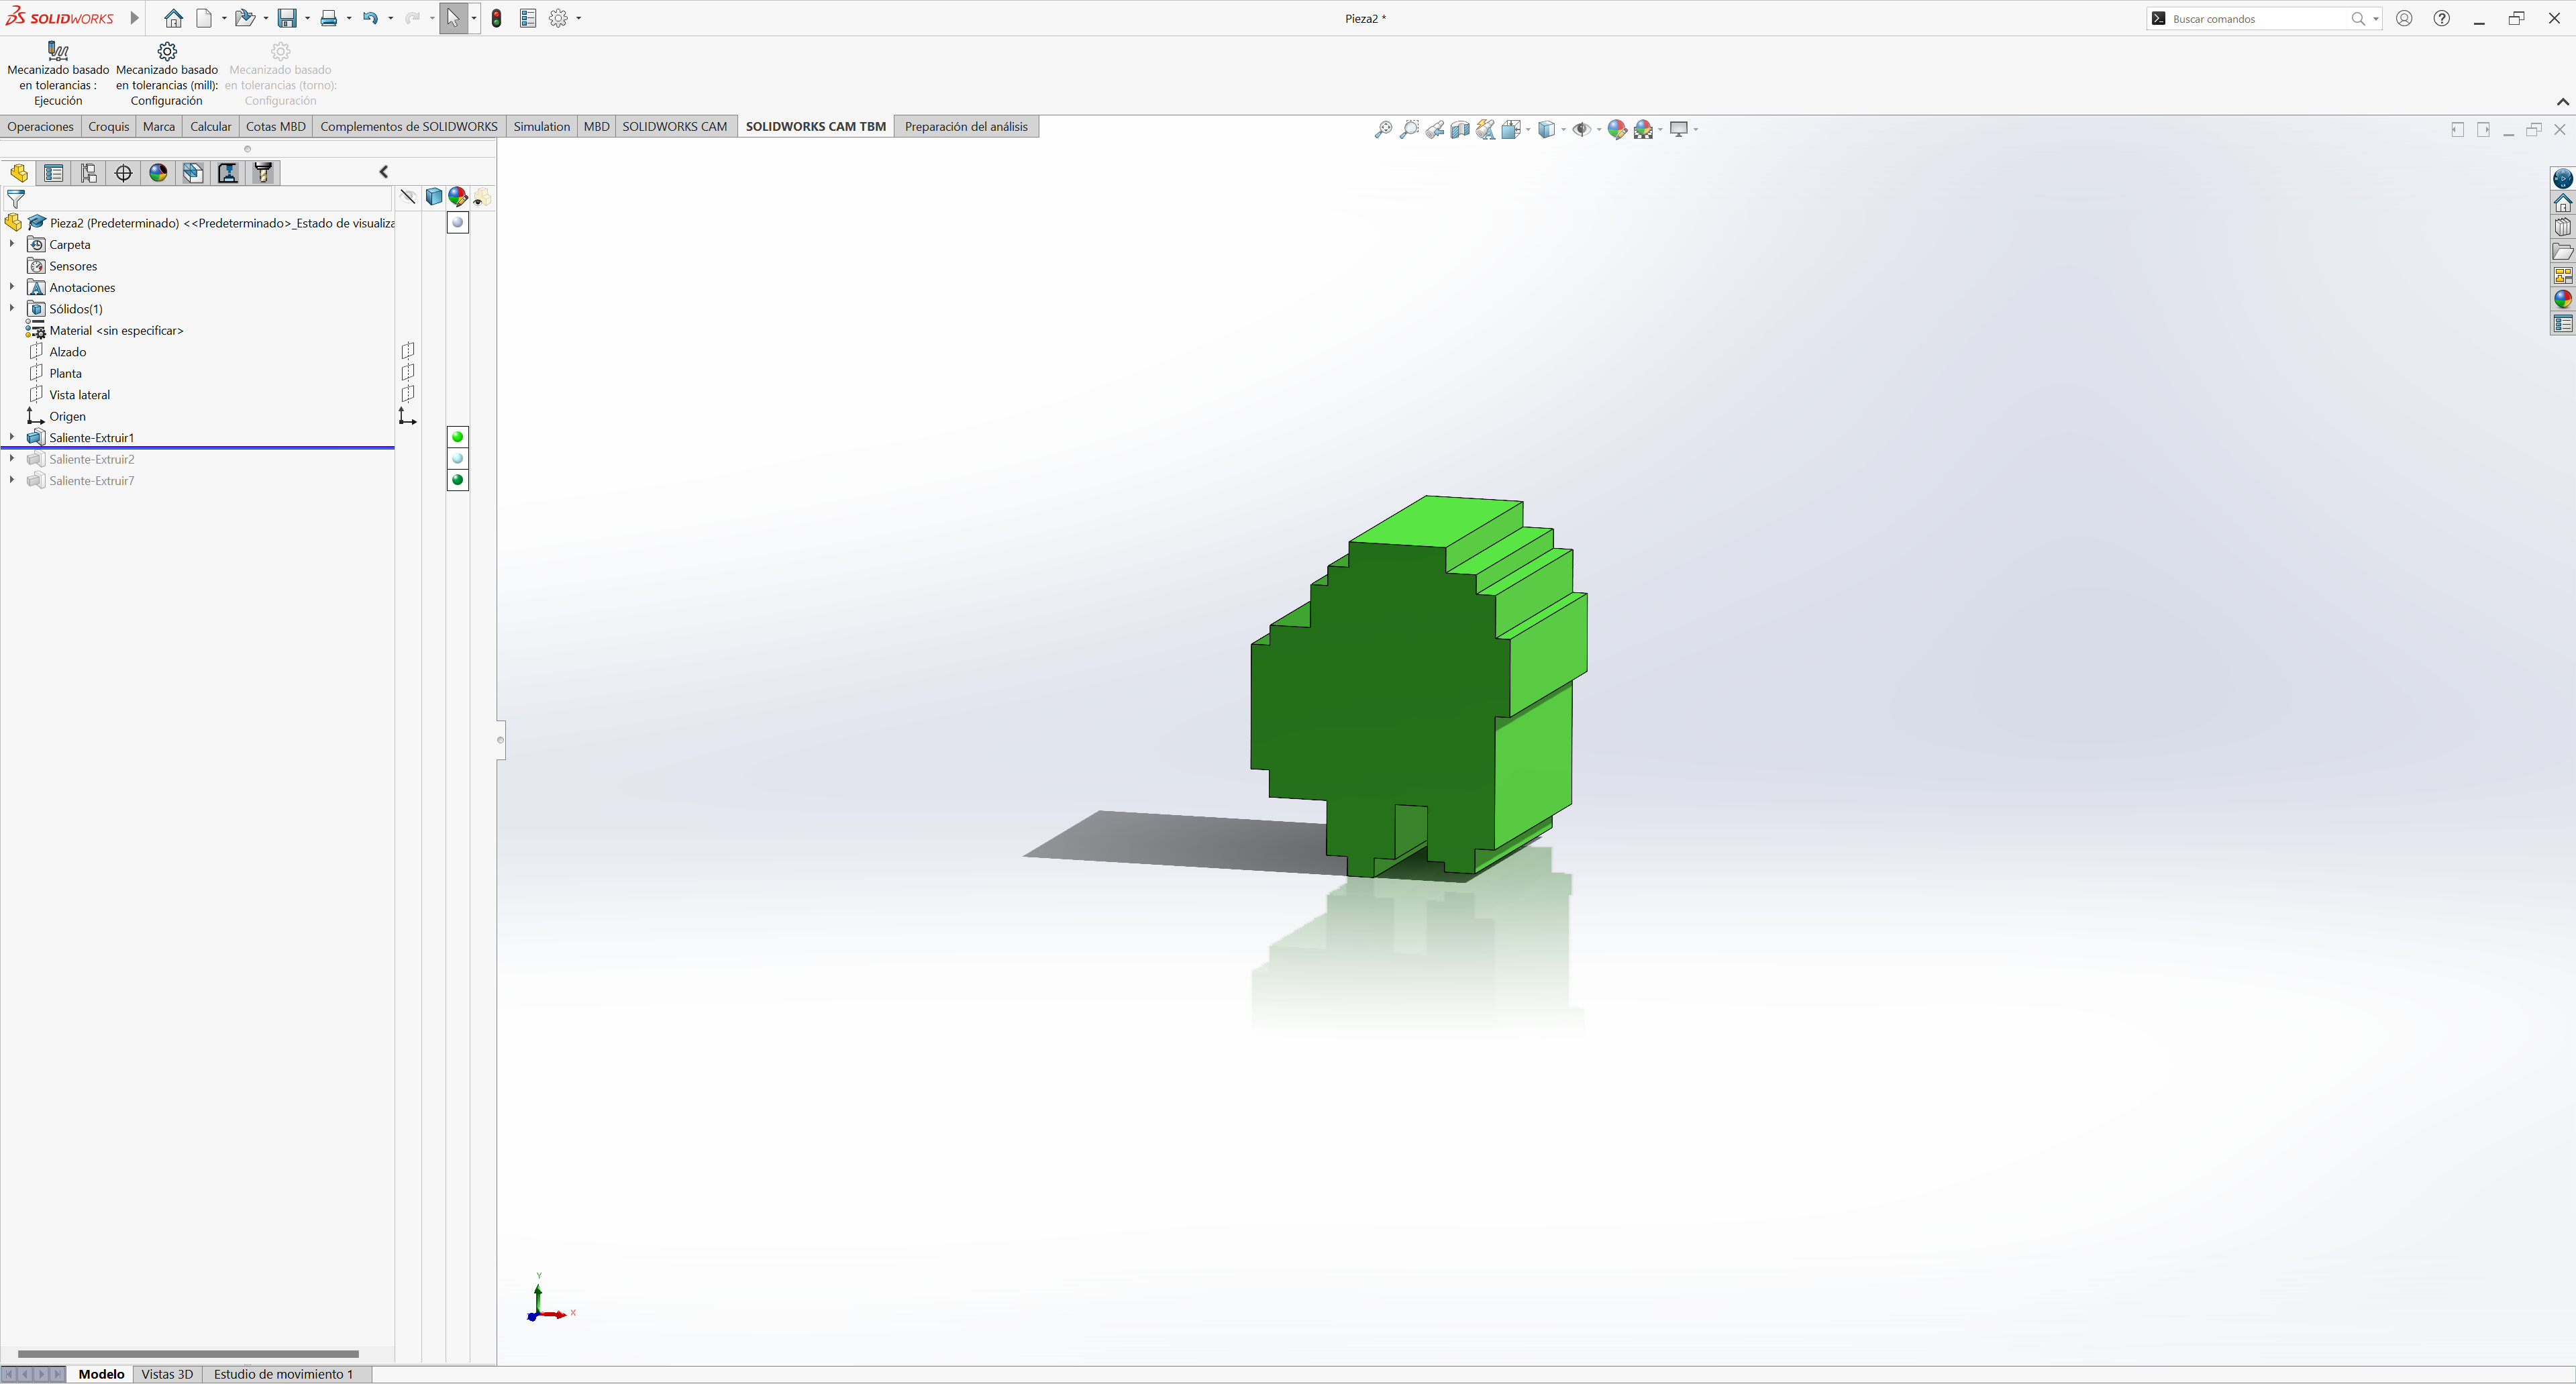 SOLIDWORKS
Pieza2 *
Buscar comandos
Mecanizado basado en tolerancias : Ejecución
Mecanizado basado en tolerancias (mill): Configuración
Mecanizado basado en tolerancias (torno): Configuración
Operaciones
Croquis
Marca
Calcular
Cotas MBD
Complementos de SOLIDWORKS
Simulation
MBD
SOLIDWORKS CAM
SOLIDWORKS CAM TBM
Preparación del análisis
Pieza2 (Predeterminado) <<Predeterminado>_Estado de visualiza
Carpeta
Sensores
Anotaciones
Sólidos(1)
Material <sin especificar>
Alzado
Planta
Vista lateral
Origen
Saliente-Extruir1
Saliente-Extruir2
Saliente-Extruir7
Y
X
Modelo
Vistas 3D
Estudio de movimiento 1